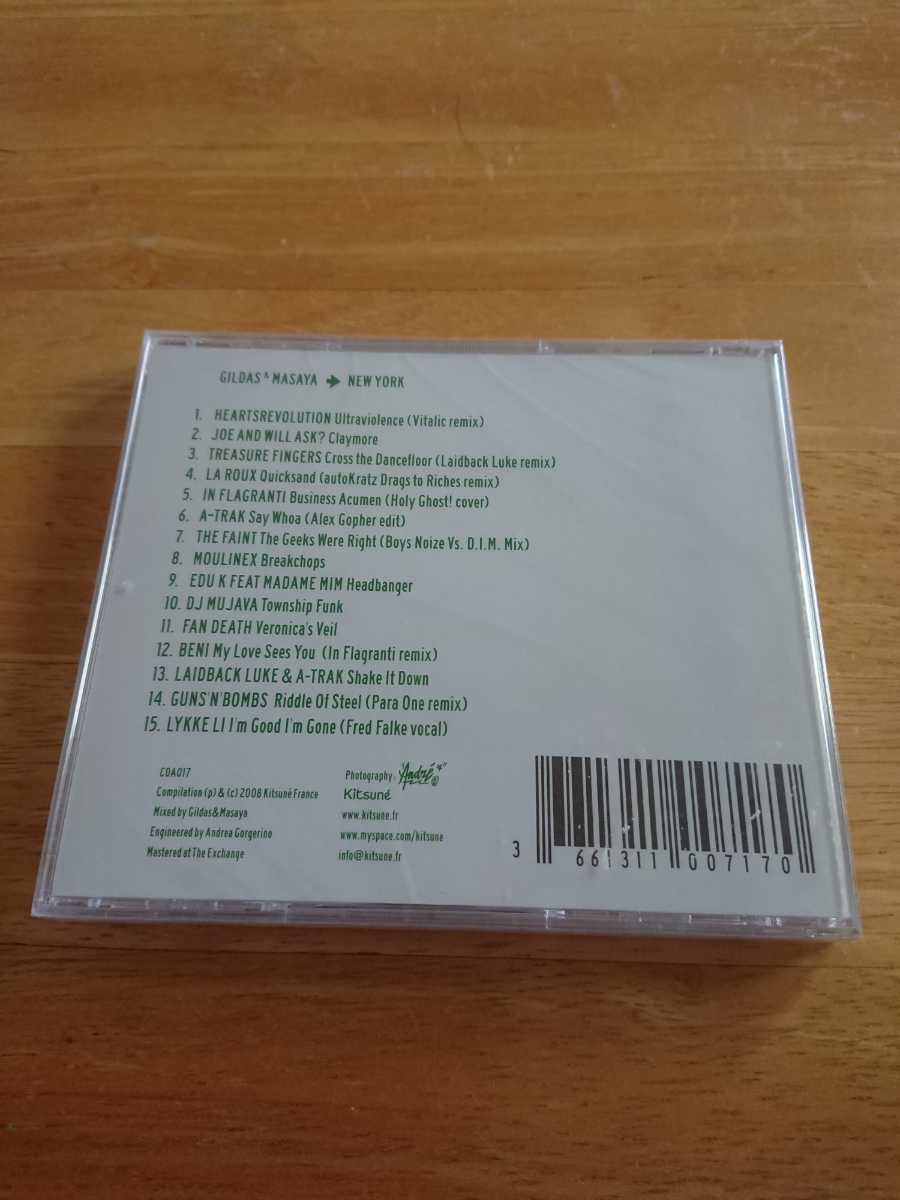 GILDAS & MASAYA → NEW YORK
1. HEARTSREVOLUTION Ultraviolence (Vitalic remix)
2. JOE AND WILL ASK? Claymore
3. TREASURE FINGERS Cross the Dancefloor (Laidback Luke remix)
4. LA ROUX Quicksand (autoKratz Drags to Riches remix)
5. IN FLAGRANTI Business Acumen (Holy Ghost! cover)
6. A-TRAK Say Whoa (Alex Gopher edit)
7. THE FAINT The Geeks Were Right (Boys Noize Vs. D.I.M. Mix)
8. MOULINEX Breakchops
9. EDU K FEAT MADAME MIM Headbanger
10. DJ MUJAVA Township Funk
11. FAN DEATH Veronica's Veil
12. BENI My Love Sees You (In Flagranti remix)
13. LAIDBACK LUKE & A-TRAK Shake It Down
14. GUNS'N'BOMBS Riddle Of Steel (Para One remix)
15. LYKKE LI I'm Good I'm Gone (Fred Falke vocal)
CDA017
Compilation (p) & (c) 2008 Kitsuné France
Mixed by Gildas&Masaya
Engineered by Andrea Gorgerino
Mastered at The Exchange
Photography: André
Kitsuné
www.kitsune.fr
www.myspace.com/kitsune
info@kitsune.fr
3 661311 007170